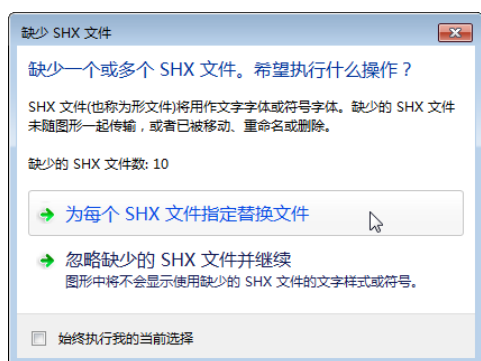 缺少 SHX 文件
缺少一个或多个 SHX 文件。希望执行什么操作？
SHX 文件(也称为形文件)将用作文字字体或符号字体。缺少的 SHX 文件
未随图形一起传输，或者已被移动、重命名或删除。
缺少的 SHX 文件数: 10
为每个 SHX 文件指定替换文件
忽略缺少的 SHX 文件并继续
图形中将不会显示使用缺少的 SHX 文件的文字样式或符号。
始终执行我的当前选择